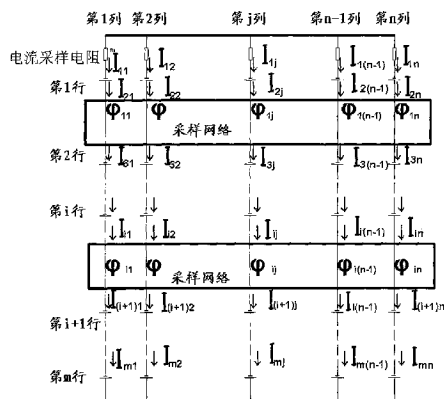 第1列 第2列 第j列 第n-1列 第n列
电流采样电阻 I11 I12 I1j I1(n-1) I1n
第1行 I21 I22 I2j I2(n-1) I2n
φ11 φ φ1j φ1(n-1) φ1n
采样网络
第2行 I31 I32 I3j I3(n-1) I3n
第i行
Ii1 Ii2 Iij Ii(n-1) Iin
φi1 φ φij φi(n-1) φin
采样网络
I(i+1)1 I(i+1)2 I(i+1)j Ii(n-1) I(i+1)n
第i+1行
Im1 Im2 Imj Im(n-1) Imn
第m行